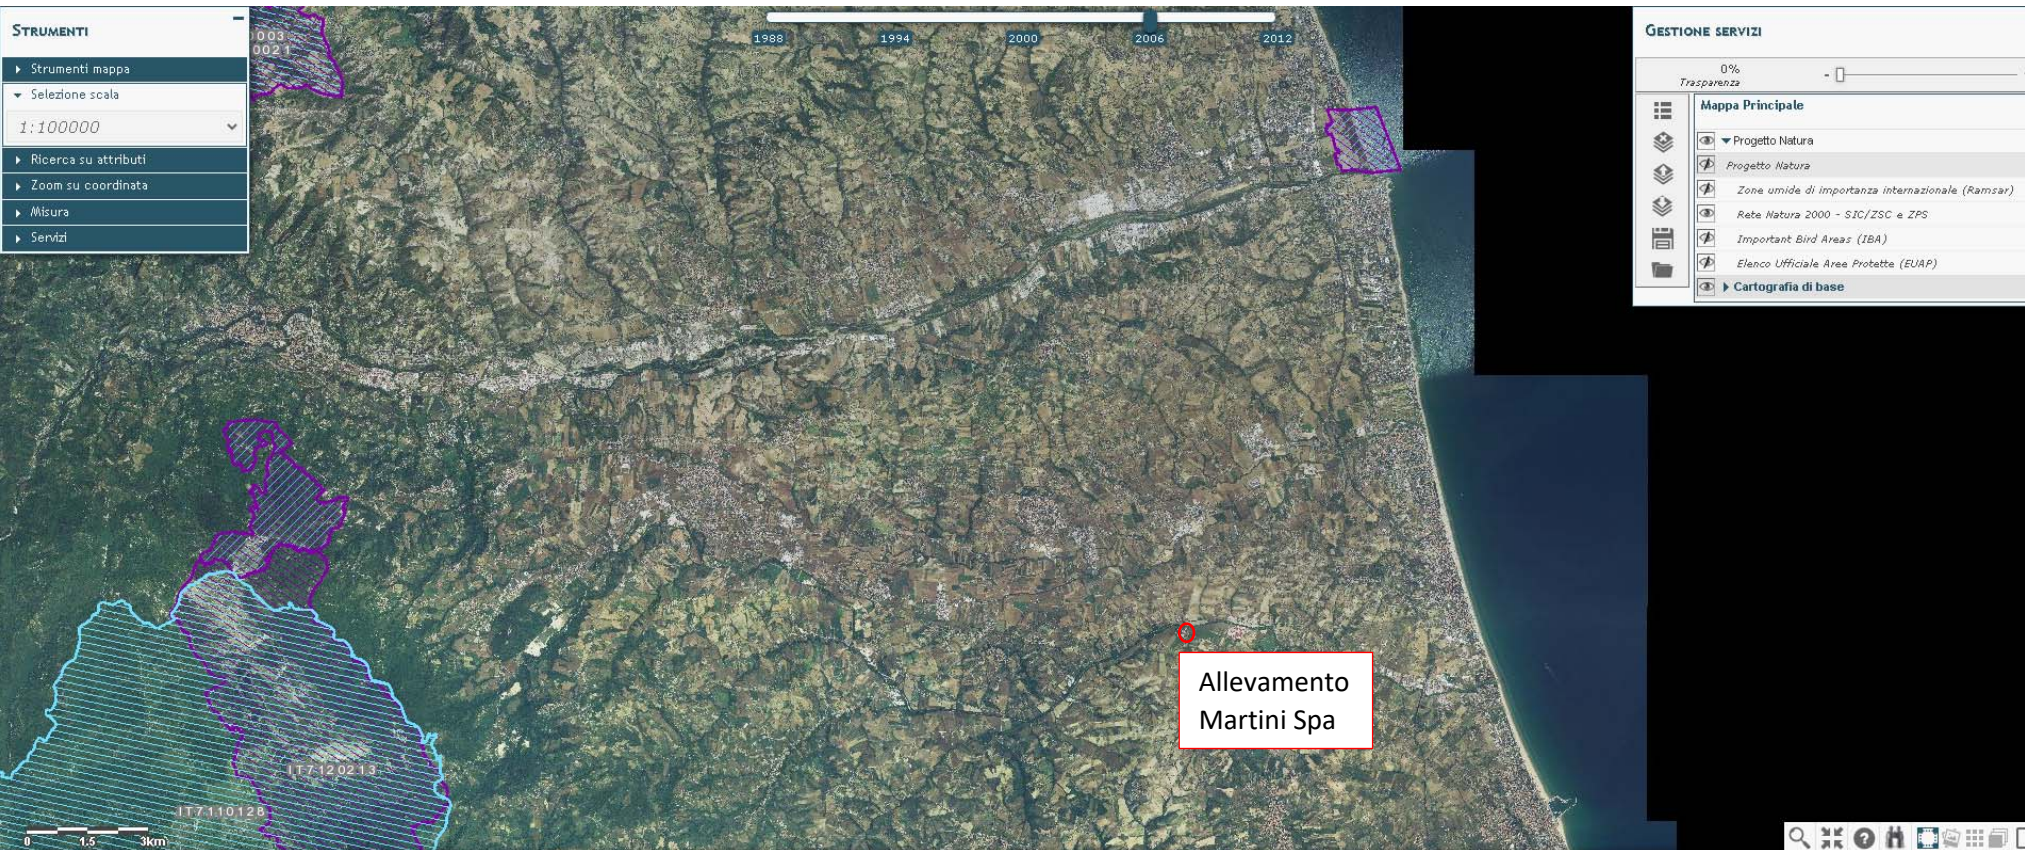 STRUMENTI
Strumenti mappa
Selezione scala
1:100000
Ricerca su attributi
Zoom su coordinata
Misura
Servizi
003
0021
1988
1994
2000
2006
2012
GESTIONE SERVIZI
0%
Trasparenza
-
Mappa Principale
Progetto Natura
Progetto Natura
Zone umide di importanza internazionale (Ramsar)
Rete Natura 2000 - SIC/ZSC e ZPS
Important Bird Areas (IBA)
Elenco Ufficiale Aree Protette (EUAP)
Cartografia di base
Allevamento
Martini Spa
IT7120213
IT7110128
0 1.5 3km